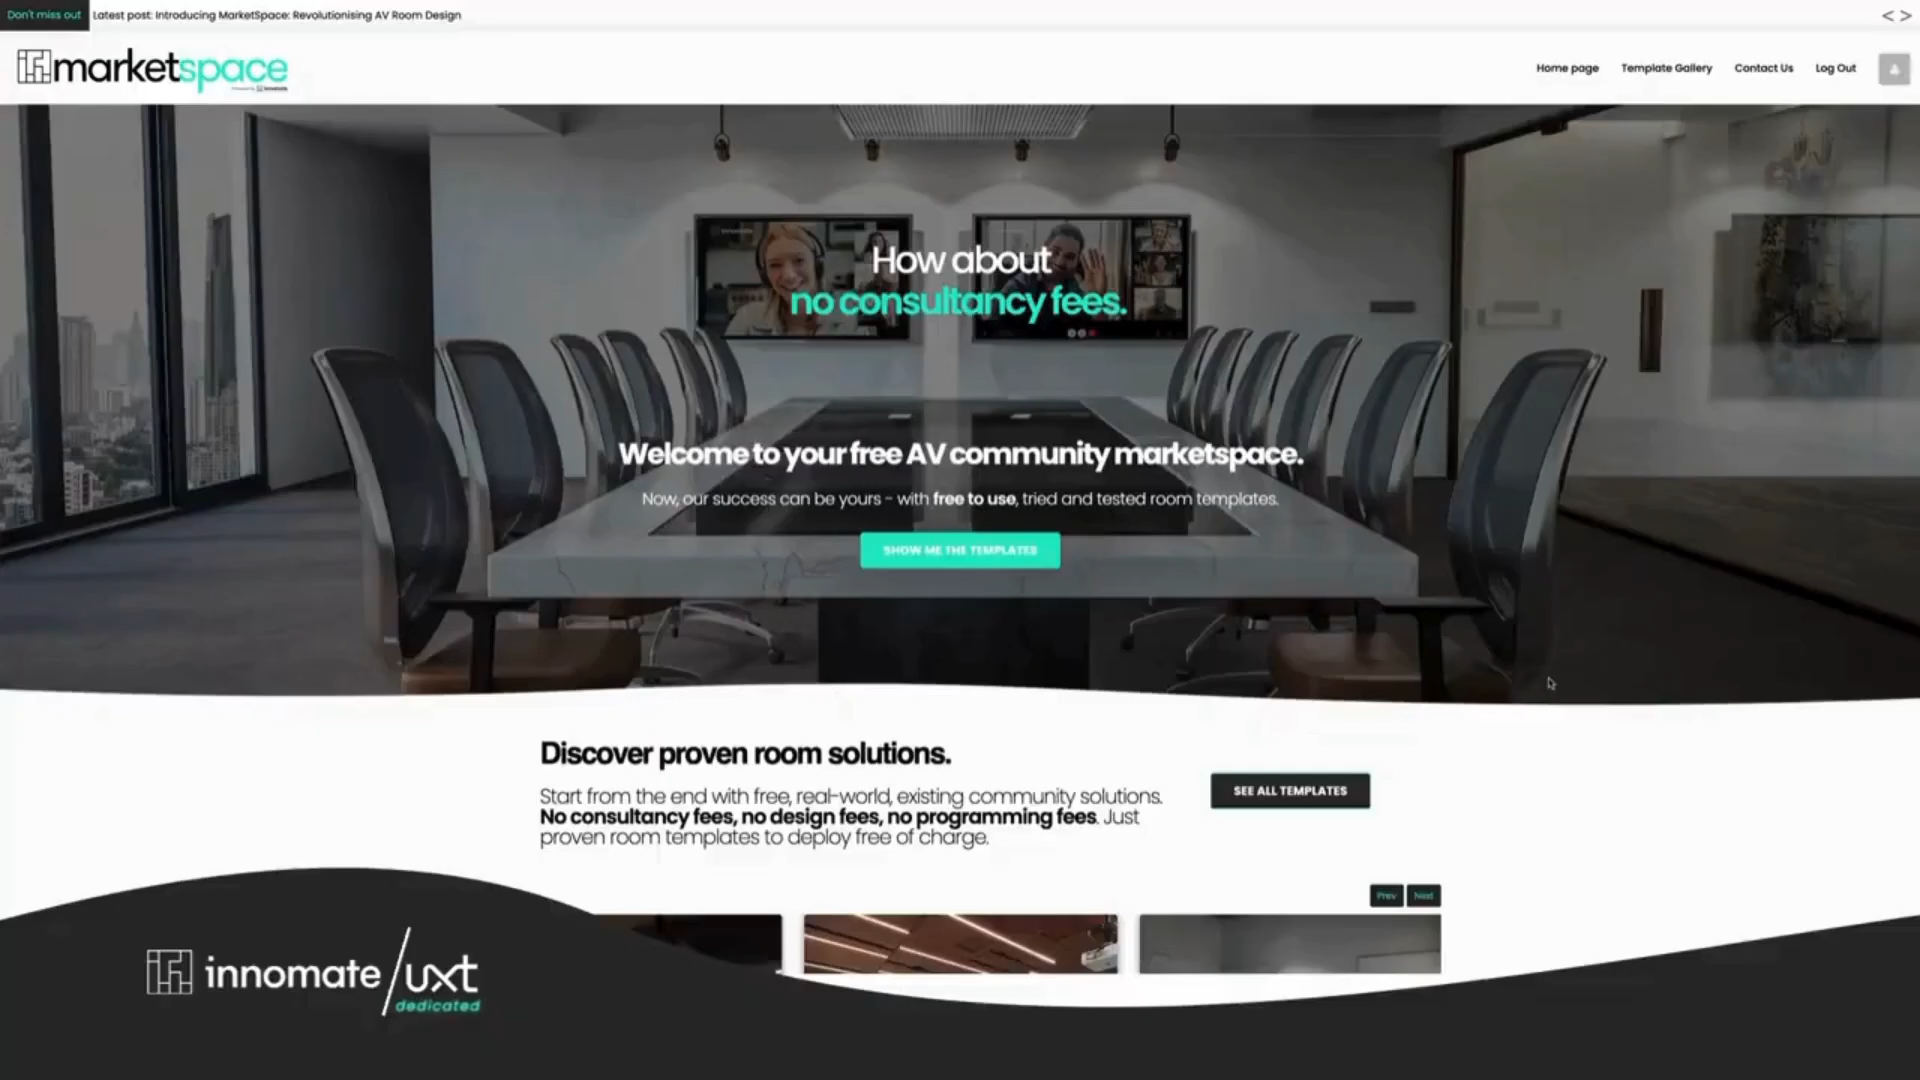 Don't miss out
Latest post: Introducing MarketSpace: Revolutionising AV Room Design
< >
marketspace
Home page
Template Gallery
Contact Us
Log Out
How about
no consultancy fees.
Welcome to your free AV community marketspace.
Now, our success can be yours - with free to use, tried and tested room templates.
SHOW ME THE TEMPLATES
Discover proven room solutions.
Start from the end with free, real-world, existing community solutions.
No consultancy fees, no design fees, no programming fees. Just
proven room templates to deploy free of charge.
SEE ALL TEMPLATES
Prev
Next
innomate/uxt
dedicated